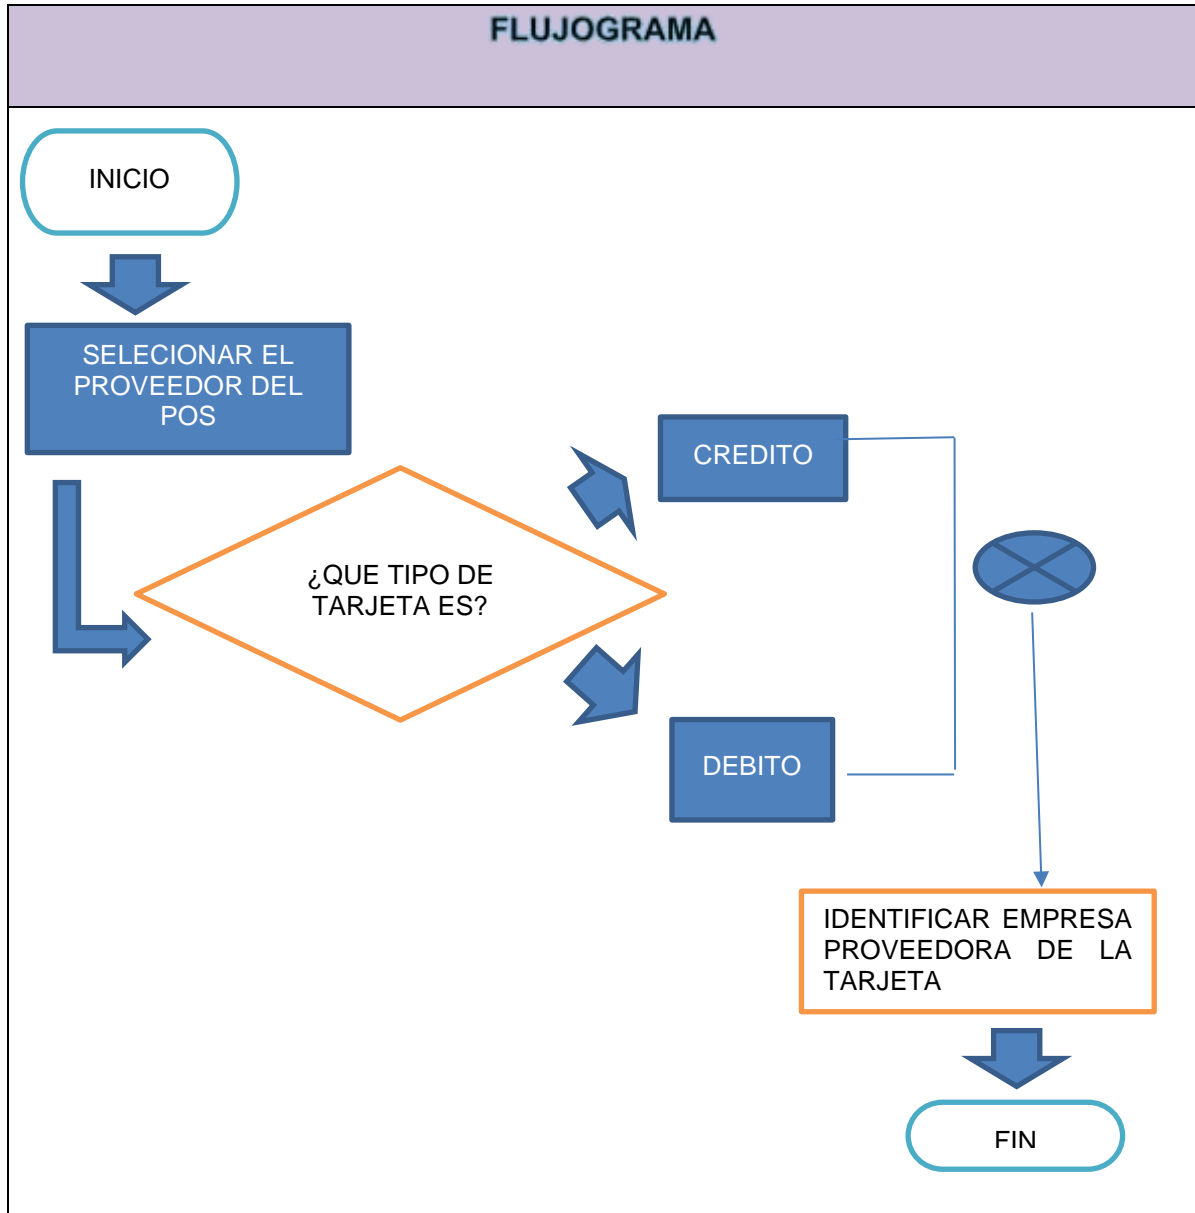 FLUJOGRAMA
INICIO
SELECIONAR EL
PROVEEDOR DEL
POS
¿QUE TIPO DE
TARJETA ES?
CREDITO
DEBITO
IDENTIFICAR EMPRESA
PROVEEDORA DE LA
TARJETA
FIN